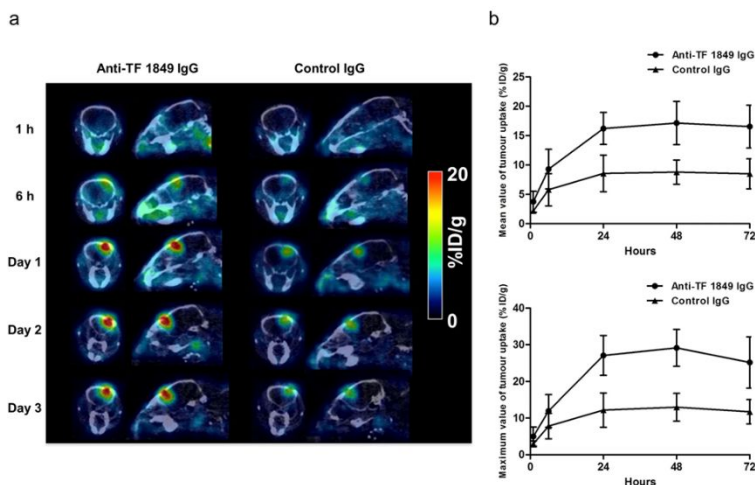 a
Anti-TF 1849 IgG Control IgG
1 h
6 h
Day 1
Day 2
Day 3
20
%ID/g
0
b
Anti-TF 1849 IgG
Control IgG
Mean value of tumour uptake (%ID/g)
25
20
15
10
5
0
0 24 48 72
Hours
Anti-TF 1849 IgG
Control IgG
Maximum value of tumour uptake (%ID/g)
40
30
20
10
0
0 24 48 72
Hours